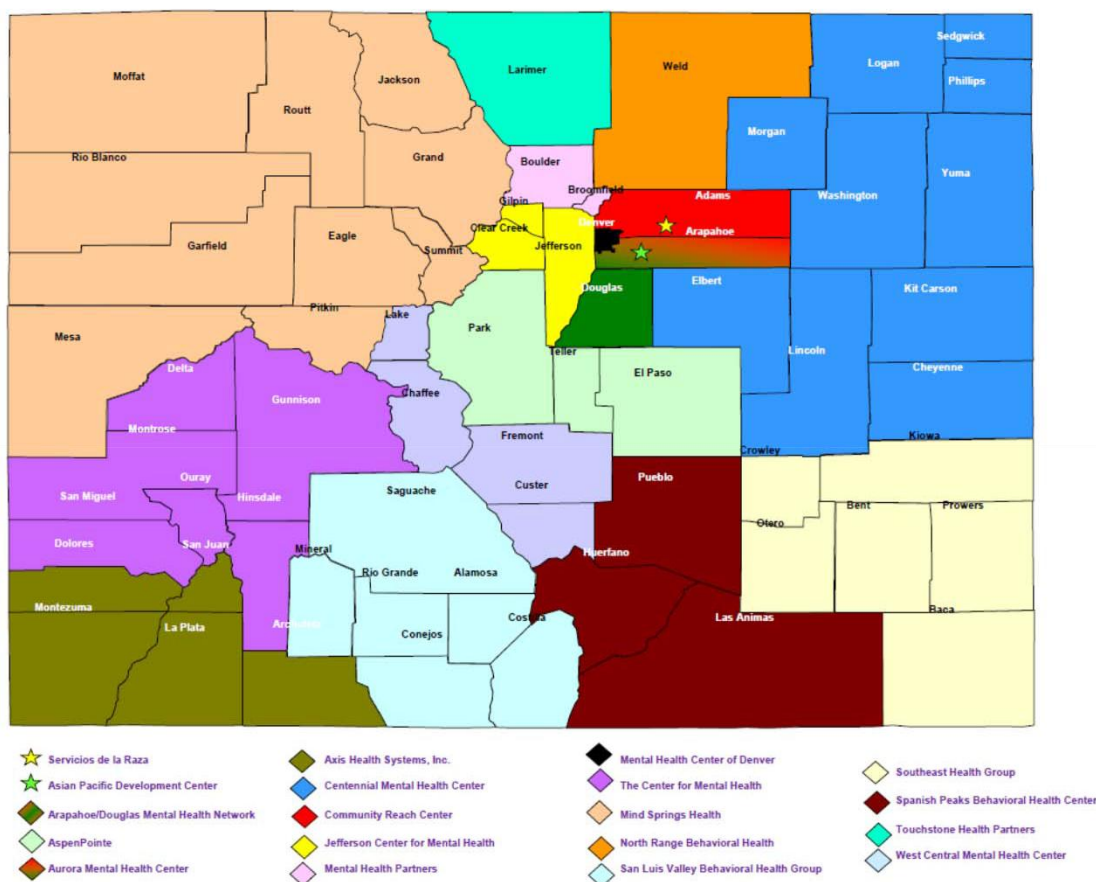 Sedgwick
Larimer
Weld
Logan
Moffat
Jackson
Phillips
Routt
Morgan
Rio Blanco
Grand
Boulder
Yuma
Broomfield
Adams
Washington
Gilpin
Denver
Clear Creek
Arapahoe
Garfield
Eagle
Jefferson
Summit
Douglas
Elbert
Kit Carson
Pitkin
Lake
Park
Mesa
Teller
Lincoln
Delta
El Paso
Cheyenne
Gunnison
Chaffee
Montrose
Fremont
Kiowa
Crowley
Ouray
Pueblo
San Miguel
Hinsdale
Saguache
Custer
Bent
Prowers
Otero
Dolores
San Juan
Mineral
Huerfano
Rio Grande
Alamosa
Montezuma
Baca
La Plata
Archuleta
Conejos
Costilla
Las Animas
Servicios de la Raza
Asian Pacific Development Center
Arapahoe/Douglas Mental Health Network
AspenPointe
Aurora Mental Health Center
Axis Health Systems, Inc.
Centennial Mental Health Center
Community Reach Center
Jefferson Center for Mental Health
Mental Health Partners
Mental Health Center of Denver
The Center for Mental Health
Mind Springs Health
North Range Behavioral Health
San Luis Valley Behavioral Health Group
Southeast Health Group
Spanish Peaks Behavioral Health Center
Touchstone Health Partners
West Central Mental Health Center